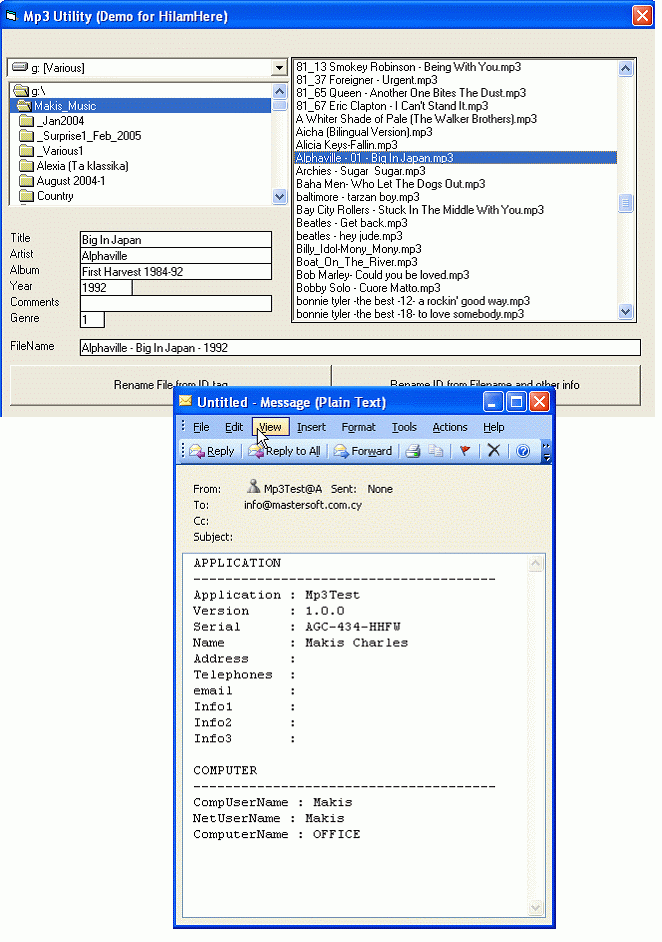 Mp3 Utility (Demo for HilamHere)
g: [Various]
g:\
Makis_Music
_Jan2004
_Surprise1_Feb_2005
_Various1
Alexia (Ta klassika)
August 2004-1
Country
81_13 Smokey Robinson - Being With You.mp3
81_37 Foreigner - Urgent.mp3
81_65 Queen - Another One Bites The Dust.mp3
81_67 Eric Clapton - I Can't Stand It.mp3
A Whiter Shade of Pale (The Walker Brothers).mp3
Aicha (Bilingual Version).mp3
Alicia Keys-Fallin.mp3
Alphaville - 01 - Big In Japan.mp3
Archies - Sugar Sugar.mp3
Baha Men- Who Let The Dogs Out.mp3
baltimore - tarzan boy.mp3
Bay City Rollers - Stuck In The Middle With You.mp3
Beatles - Get back.mp3
beatles - hey jude.mp3
Billy_Idol-Mony_Mony.mp3
Boat_On_The_River.mp3
Bob Marley- Could you be loved.mp3
Bobby Solo - Cuore Matto.mp3
bonnie tyler -the best -12- a rockin' good way.mp3
bonnie tyler -the best -18- to love somebody.mp3
Title Big In Japan
Artist Alphaville
Album First Harvest 1984-92
Year 1992
Comments
Genre 1
FileName Alphaville - Big In Japan - 1992
Rename File from ID tag
Rename ID from Filename and other info
Untitled - Message (Plain Text)
File Edit View Insert Format Tools Actions Help
Reply Reply to All Forward
From: Mp3Test@A Sent: None
To: info@mastersoft.com.cy
Cc:
Subject:
APPLICATION
---------------------------------------
Application : Mp3Test
Version : 1.0.0
Serial : AGC-434-HHFW
Name : Makis Charles
Address :
Telephones :
email :
Info1 :
Info2 :
Info3 :
COMPUTER
---------------------------------------
CompUserName : Makis
NetUserName : Makis
ComputerName : OFFICE